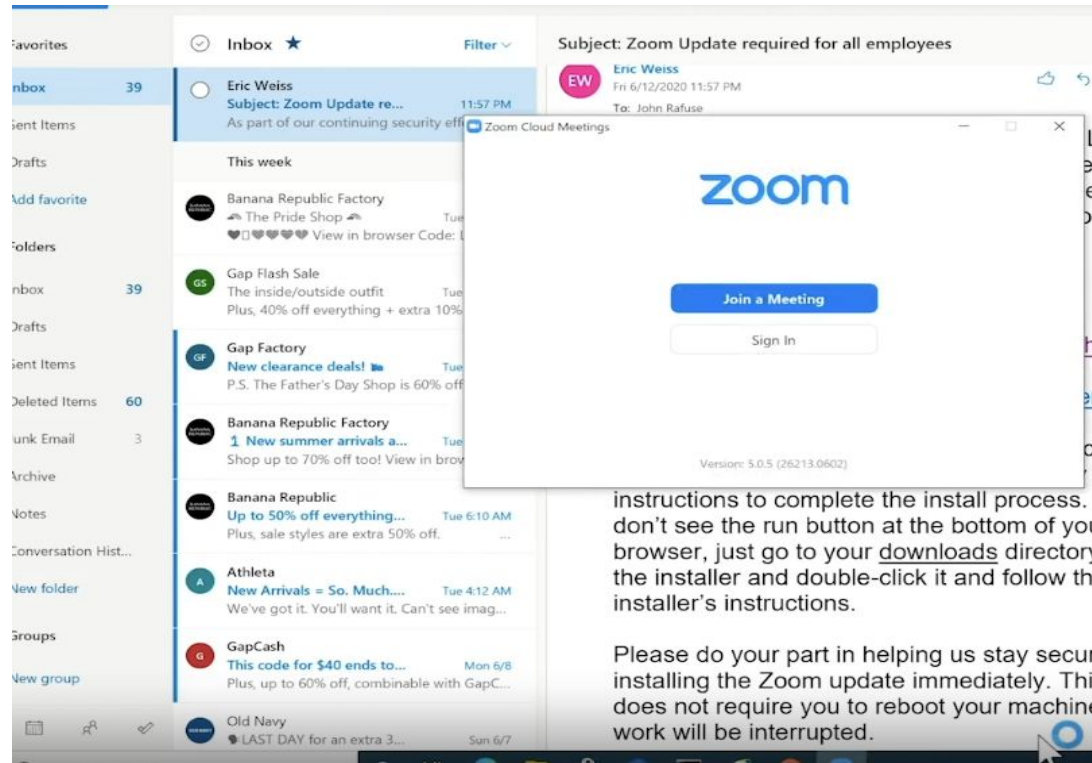 Favorites
Inbox 39
Sent Items
Drafts
Add favorite
Folders
Inbox 39
Drafts
Sent Items
Deleted Items 60
Junk Email 3
Archive
Notes
Conversation Hist...
New folder
Groups
New group
Inbox ★ Filter
Eric Weiss
Subject: Zoom Update re... 11:57 PM
As part of our continuing security eff
This week
Banana Republic Factory
The Pride Shop Tue
View in browser Code:
GS
Gap Flash Sale
The inside/outside outfit Tue
Plus, 40% off everything + extra 10%
GF
Gap Factory
New clearance deals! Tue
P.S. The Father's Day Shop is 60% off
Banana Republic Factory
1 New summer arrivals a... Tue
Shop up to 70% off too! View in brow
Banana Republic
Up to 50% off everything... Tue 6:10 AM
Plus, sale styles are extra 50% off. ...
A
Athleta
New Arrivals = So. Much.... Tue 4:12 AM
We've got it. You'll want it. Can't see imag...
G
GapCash
This code for $40 ends to... Mon 6/8
Plus, up to 60% off, combinable with GapC...
Old Navy
LAST DAY for an extra 3... Sun 6/7
Subject: Zoom Update required for all employees
EW
Eric Weiss
Fri 6/12/2020 11:57 PM
To: John Rafuse
Zoom Cloud Meetings
zoom
Join a Meeting
Sign In
Version: 5.0.5 (26213.0602)
instructions to complete the install process.
don't see the run button at the bottom of you
browser, just go to your downloads directory
the installer and double-click it and follow th
installer's instructions.
Please do your part in helping us stay secur
installing the Zoom update immediately. Thi
does not require you to reboot your machine
work will be interrupted.